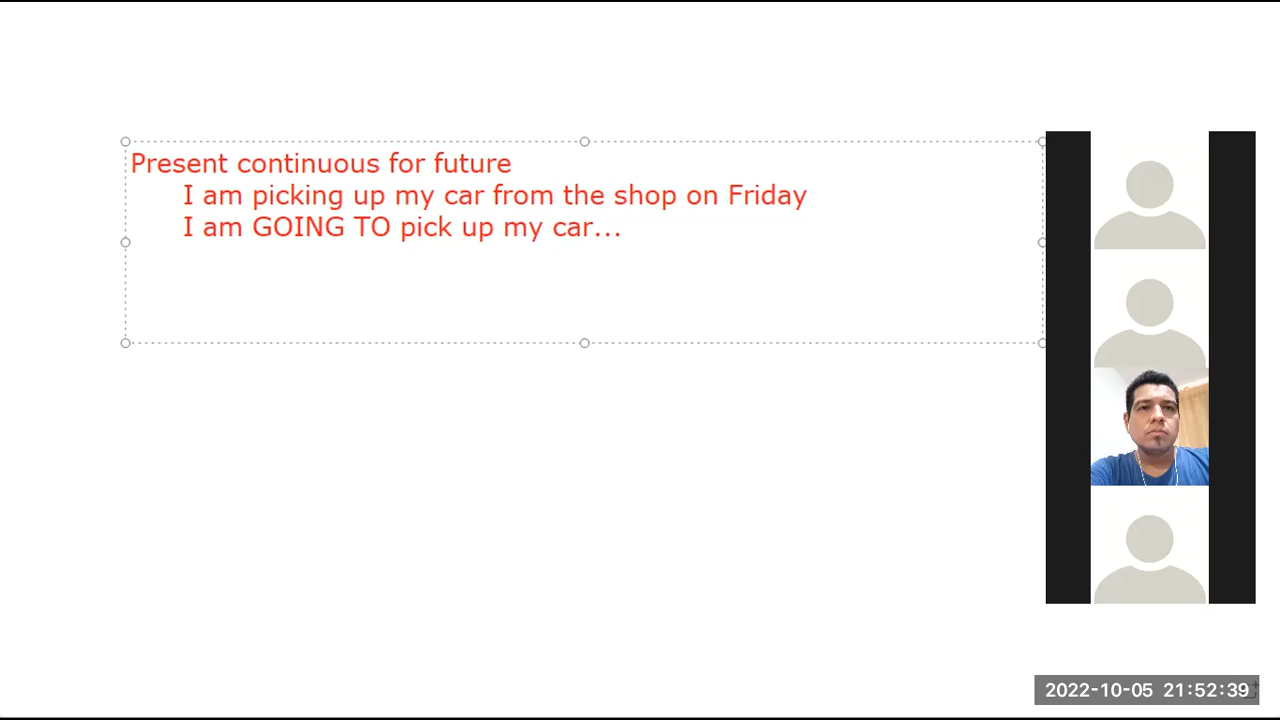 Present continuous for future
I am picking up my car from the shop on Friday
I am GOING TO pick up my car...
2022-10-05 21:52:39